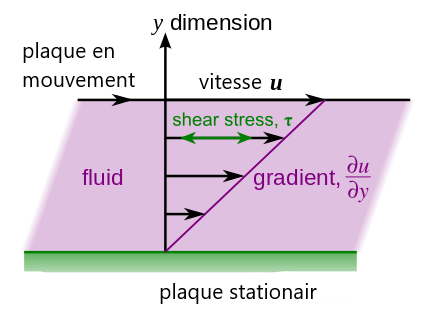 y dimension
plaque en
mouvement
vitesse u
shear stress, τ
fluid
gradient, ∂u/∂y
plaque stationair